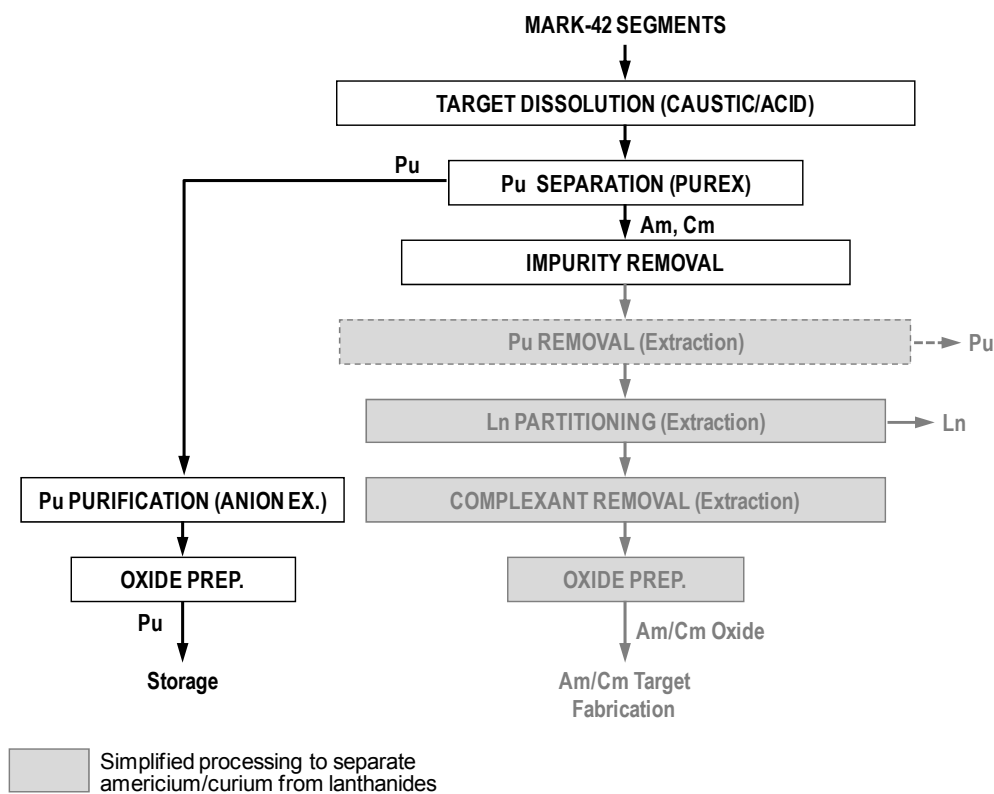 MARK-42 SEGMENTS
TARGET DISSOLUTION (CAUSTIC/ACID)
Pu
Pu SEPARATION (PUREX)
Am, Cm
IMPURITY REMOVAL
Pu REMOVAL (Extraction)
Pu
Ln PARTITIONING (Extraction)
Ln
Pu PURIFICATION (ANION EX.)
COMPLEXANT REMOVAL (Extraction)
OXIDE PREP.
OXIDE PREP.
Pu
Am/Cm Oxide
Storage
Am/Cm Target
Fabrication
Simplified processing to separate
americium/curium from lanthanides